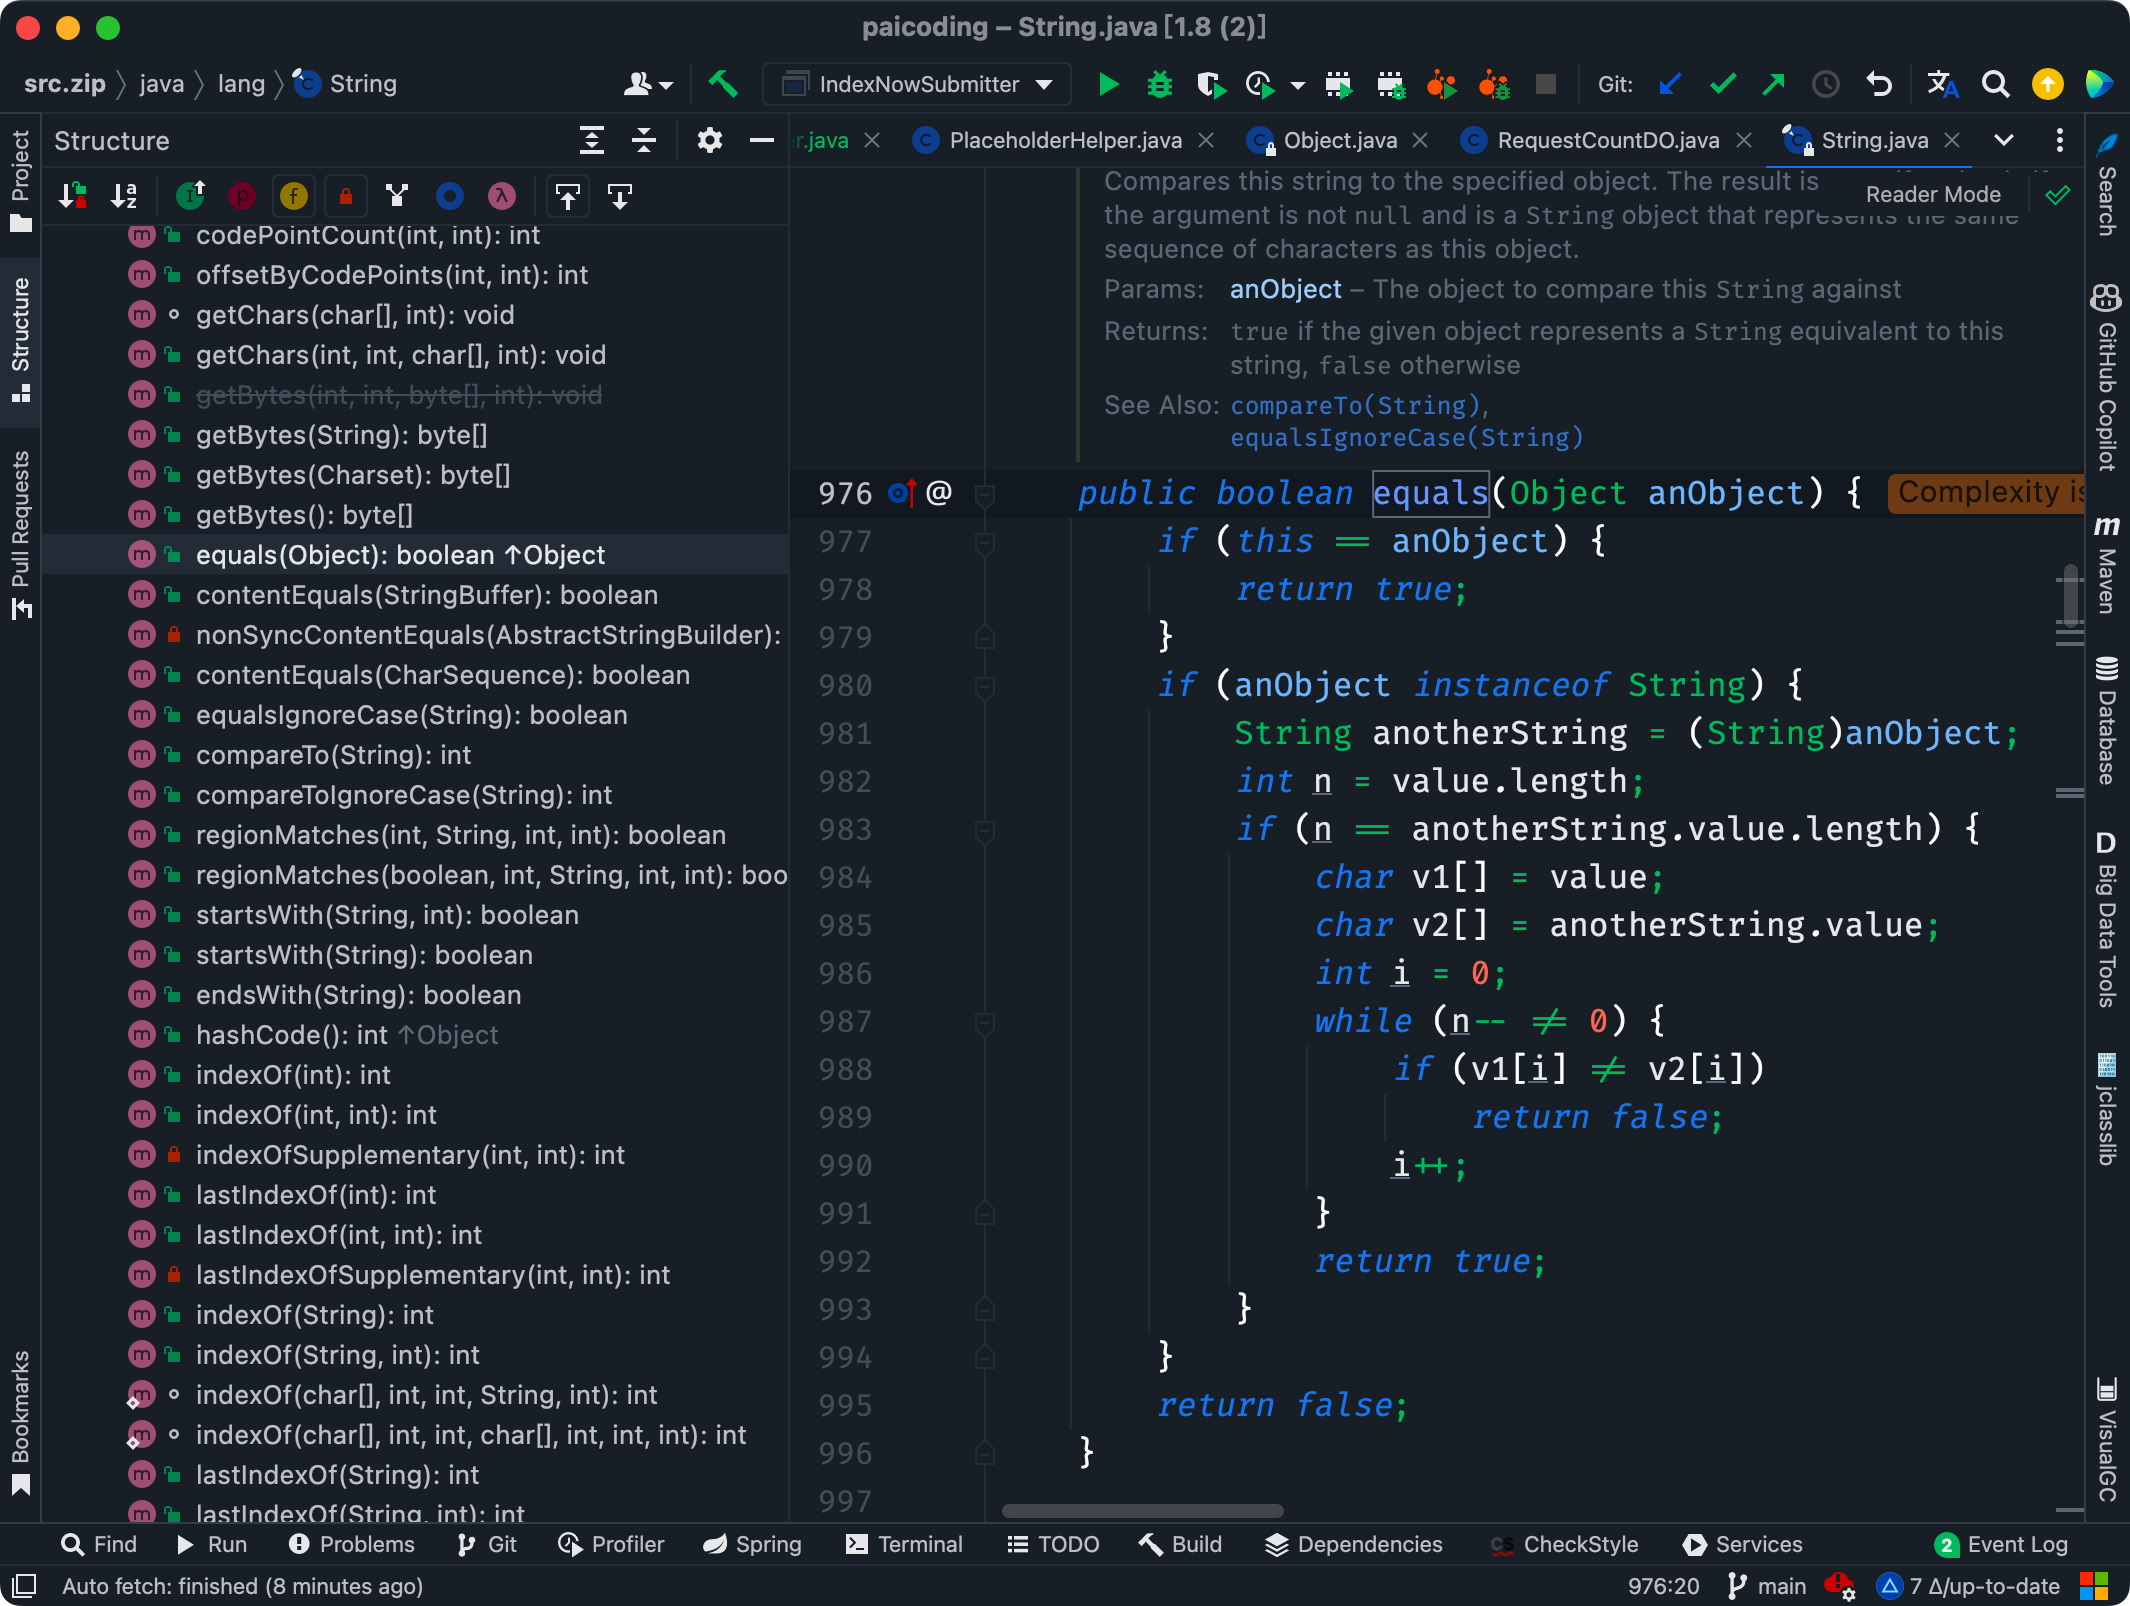 paicoding – String.java [1.8 (2)]
src.zip java lang String
IndexNowSubmitter
Git:
Project
Structure
Pull Requests
Bookmarks
Structure
codePointCount(int, int): int
offsetByCodePoints(int, int): int
getChars(char[], int): void
getChars(int, int, char[], int): void
getBytes(int, int, byte[], int): void
getBytes(String): byte[]
getBytes(Charset): byte[]
getBytes(): byte[]
equals(Object): boolean ↑Object
contentEquals(StringBuffer): boolean
nonSyncContentEquals(AbstractStringBuilder):
contentEquals(CharSequence): boolean
equalsIgnoreCase(String): boolean
compareTo(String): int
compareToIgnoreCase(String): int
regionMatches(int, String, int, int): boolean
regionMatches(boolean, int, String, int, int): boo
startsWith(String, int): boolean
startsWith(String): boolean
endsWith(String): boolean
hashCode(): int ↑Object
indexOf(int): int
indexOf(int, int): int
indexOfSupplementary(int, int): int
lastIndexOf(int): int
lastIndexOf(int, int): int
lastIndexOfSupplementary(int, int): int
indexOf(String): int
indexOf(String, int): int
indexOf(char[], int, int, String, int): int
indexOf(char[], int, int, char[], int, int, int): int
lastIndexOf(String): int
lastIndexOf(String, int): int
r.java PlaceholderHelper.java Object.java RequestCountDO.java String.java
Reader Mode
Compares this string to the specified object. The result is
the argument is not null and is a String object that represents the same
sequence of characters as this object.
Params: anObject – The object to compare this String against
Returns: true if the given object represents a String equivalent to this
string, false otherwise
See Also: compareTo(String),
equalsIgnoreCase(String)
976 @ public boolean equals(Object anObject) { Complexity is
977 if (this == anObject) {
978 return true;
979 }
980 if (anObject instanceof String) {
981 String anotherString = (String)anObject;
982 int n = value.length;
983 if (n == anotherString.value.length) {
984 char v1[] = value;
985 char v2[] = anotherString.value;
986 int i = 0;
987 while (n-- != 0) {
988 if (v1[i] != v2[i])
989 return false;
990 i++;
991 }
992 return true;
993 }
994 }
995 return false;
996 }
997
Search
GitHub Copilot
m Maven
Database
D Big Data Tools
jclasslib
VisualGC
Find Run Problems Git Profiler Spring Terminal TODO Build Dependencies CheckStyle Services 2 Event Log
Auto fetch: finished (8 minutes ago) 976:20 main 7 Δ/up-to-date